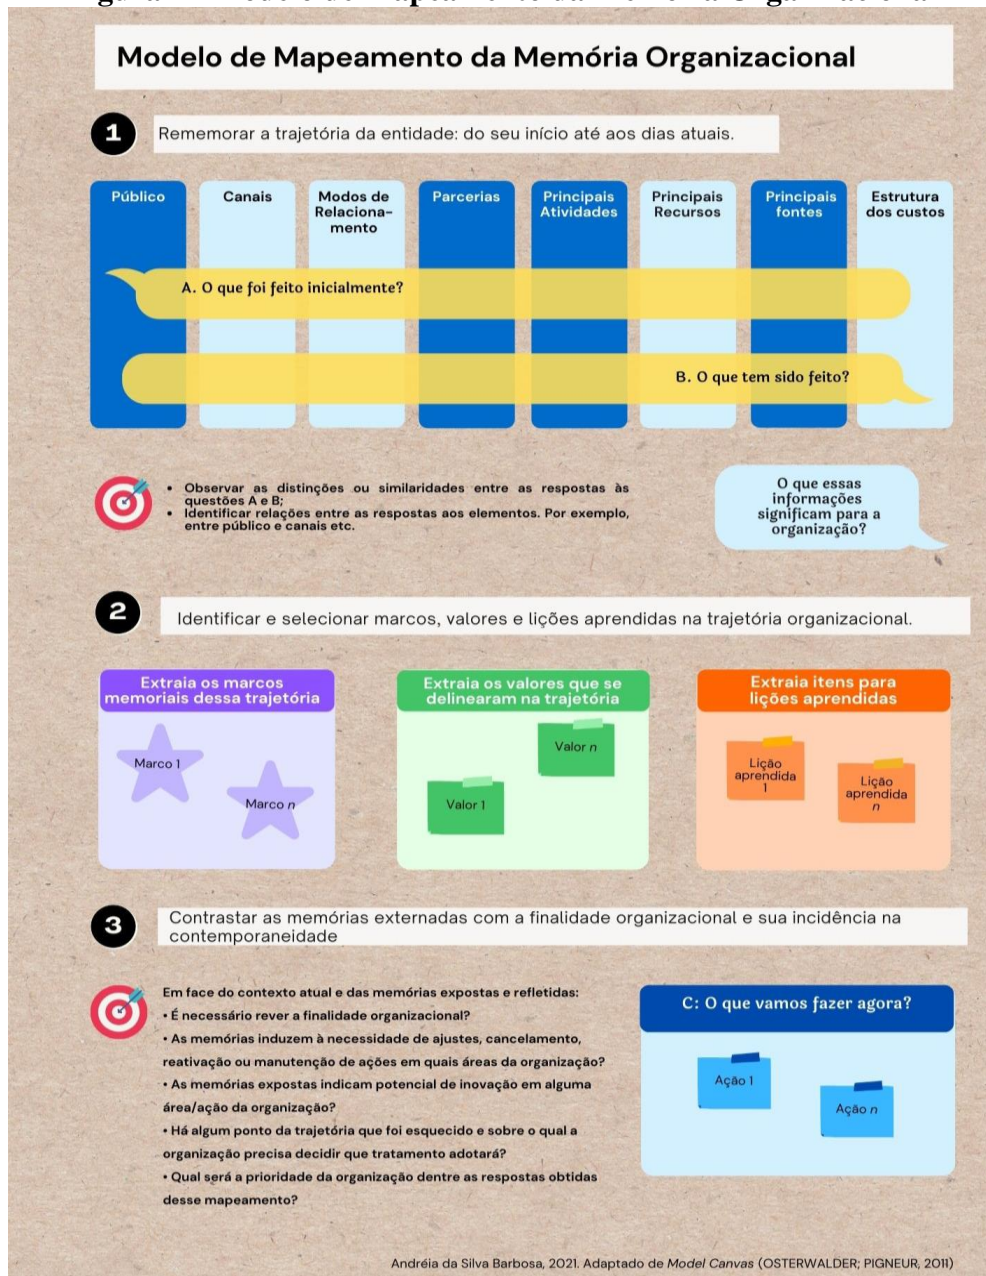 Modelo de Mapeamento da Memória Organizacional
1
Rememorar a trajetória da entidade: do seu início até aos dias atuais.
Público
Canais
Modos de
Relaciona-
mento
Parcerias
Principais
Atividades
Principais
Recursos
Principais
fontes
Estrutura
dos custos
A. O que foi feito inicialmente?
B. O que tem sido feito?
• Observar as distinções ou similaridades entre as respostas às
questões A e B;
• Identificar relações entre as respostas aos elementos. Por exemplo,
entre público e canais etc.
O que essas
informações
significam para a
organização?
2
Identificar e selecionar marcos, valores e lições aprendidas na trajetória organizacional.
Extraia os marcos
memoriais dessa trajetória
Marco 1
Marco n
Extraia os valores que se
delinearam na trajetória
Valor n
Valor 1
Extraia itens para
lições aprendidas
Lição
aprendida
1
Lição
aprendida
n
3
Contrastar as memórias externadas com a finalidade organizacional e sua incidência na
contemporaneidade
Em face do contexto atual e das memórias expostas e refletidas:
• É necessário rever a finalidade organizacional?
• As memórias induzem à necessidade de ajustes, cancelamento,
reativação ou manutenção de ações em quais áreas da organização?
• As memórias expostas indicam potencial de inovação em alguma
área/ação da organização?
• Há algum ponto da trajetória que foi esquecido e sobre o qual a
organização precisa decidir que tratamento adotará?
• Qual será a prioridade da organização dentre as respostas obtidas
desse mapeamento?
C: O que vamos fazer agora?
Ação 1
Ação n
Andréia da Silva Barbosa, 2021. Adaptado de Model Canvas (OSTERWALDER; PIGNEUR, 2011)